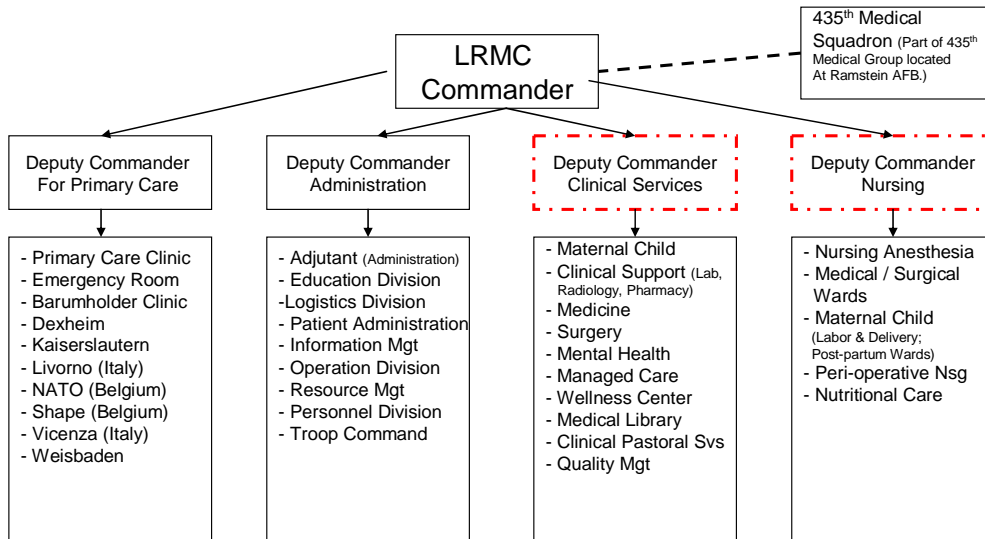 435th Medical
Squadron (Part of 435th
Medical Group located
At Ramstein AFB.)
LRMC
Commander
Deputy Commander
For Primary Care
Deputy Commander
Administration
Deputy Commander
Clinical Services
Deputy Commander
Nursing
- Primary Care Clinic
- Emergency Room
- Barumholder Clinic
- Dexheim
- Kaiserslautern
- Livorno (Italy)
- NATO (Belgium)
- Shape (Belgium)
- Vicenza (Italy)
- Weisbaden
- Adjutant (Administration)
- Education Division
-Logistics Division
- Patient Administration
- Information Mgt
- Operation Division
- Resource Mgt
- Personnel Division
- Troop Command
- Maternal Child
- Clinical Support (Lab,
Radiology, Pharmacy)
- Medicine
- Surgery
- Mental Health
- Managed Care
- Wellness Center
- Medical Library
- Clinical Pastoral Svs
- Quality Mgt
- Nursing Anesthesia
- Medical / Surgical
Wards
- Maternal Child
(Labor & Delivery;
Post-partum Wards)
- Peri-operative Nsg
- Nutritional Care